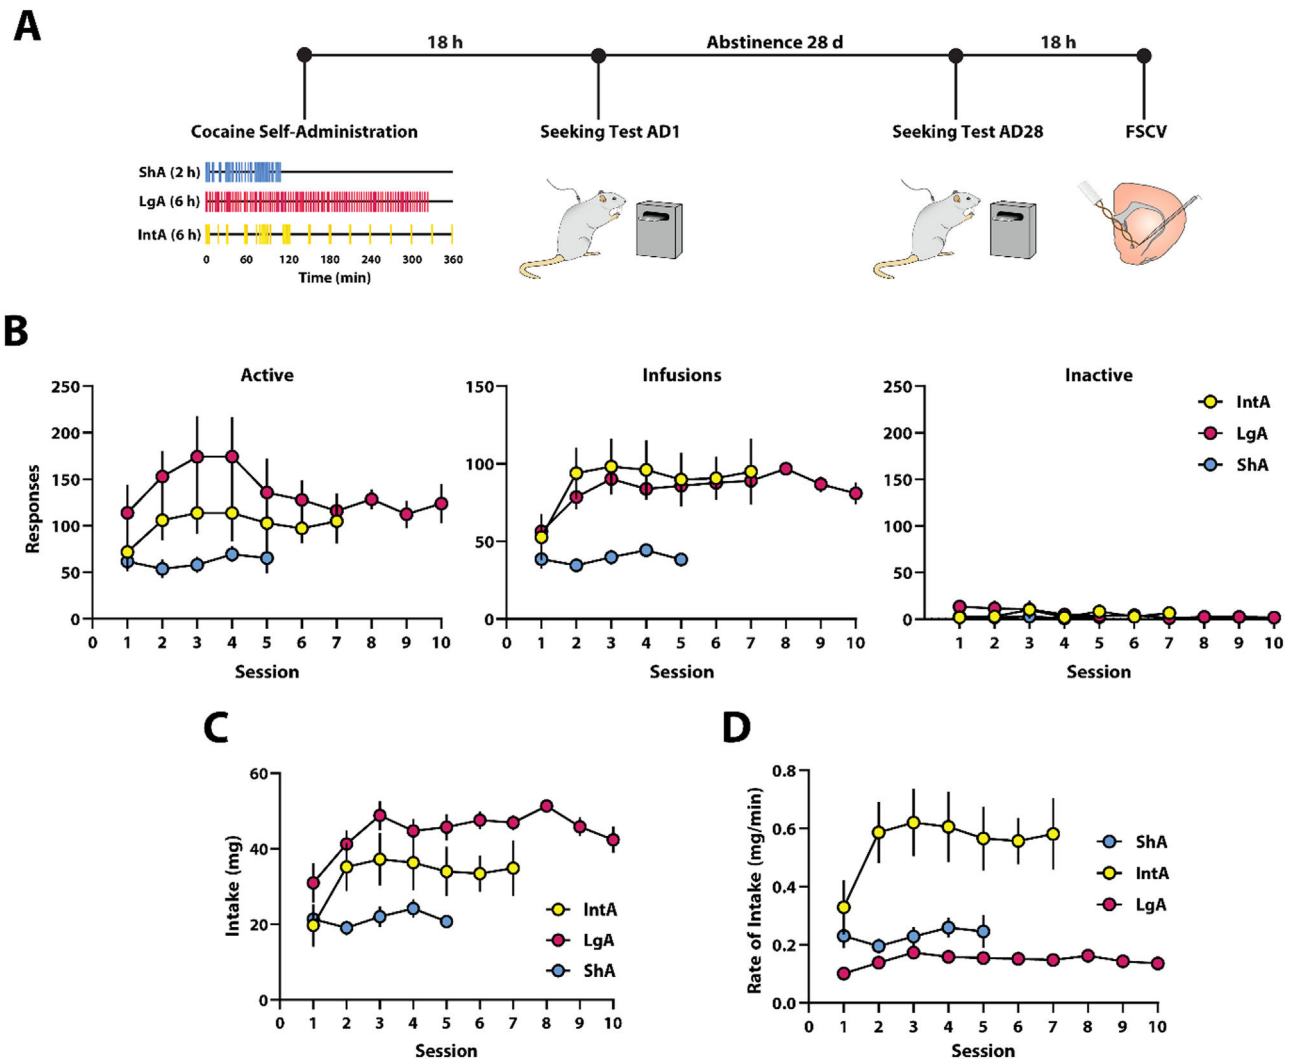 A
18 h
Abstinence 28 d
18 h
Cocaine Self-Administration
Seeking Test AD1
Seeking Test AD28
FSCV
ShA (2 h)
LgA (6 h)
IntA (6 h)
0 60 120 180 240 300 360
Time (min)
B
Active
Responses
250
200
150
100
50
0
0 1 2 3 4 5 6 7 8 9 10
Session
Infusions
150
100
50
0
0 1 2 3 4 5 6 7 8 9 10
Session
Inactive
250
200
150
100
50
0
1 2 3 4 5 6 7 8 9 10
Session
IntA
LgA
ShA
C
Intake (mg)
60
40
20
0
0 1 2 3 4 5 6 7 8 9 10
Session
IntA
LgA
ShA
D
Rate of Intake (mg/min)
0.8
0.6
0.4
0.2
0.0
0 1 2 3 4 5 6 7 8 9 10
Session
ShA
IntA
LgA